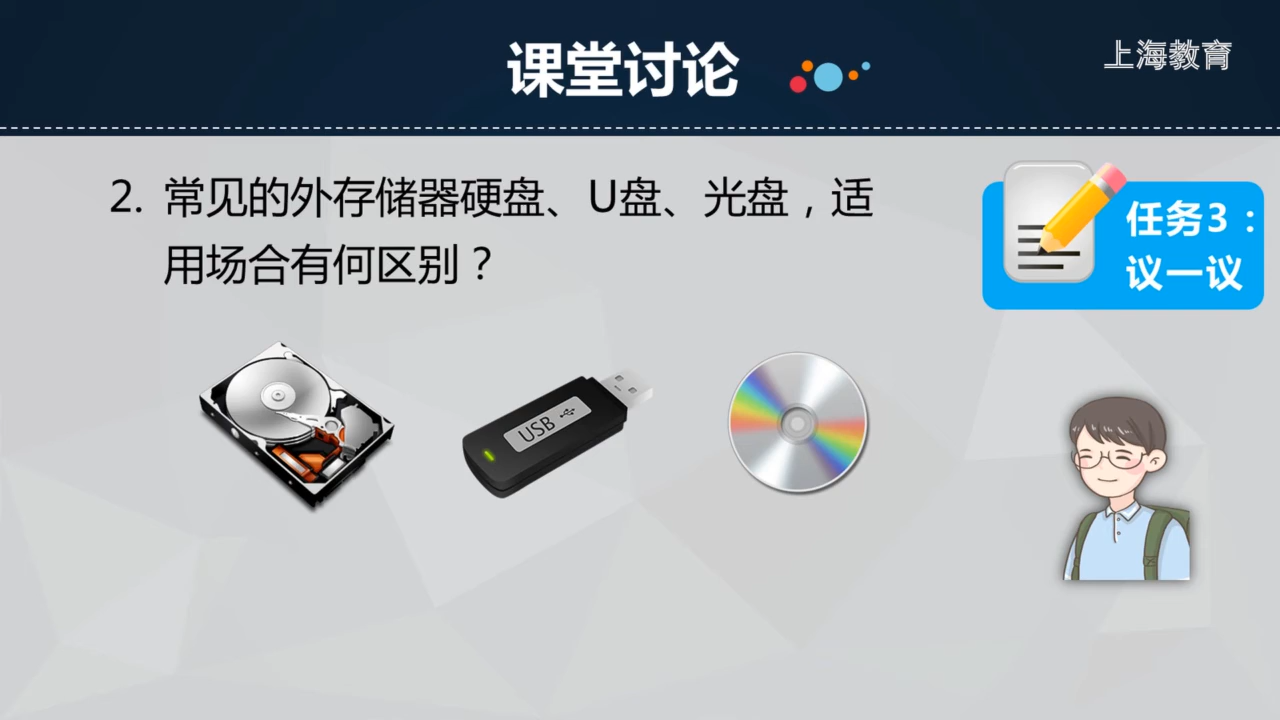 课堂讨论
上海教育
2. 常见的外存储器硬盘、U盘、光盘，适
用场合有何区别？
任务3：
议一议
USB